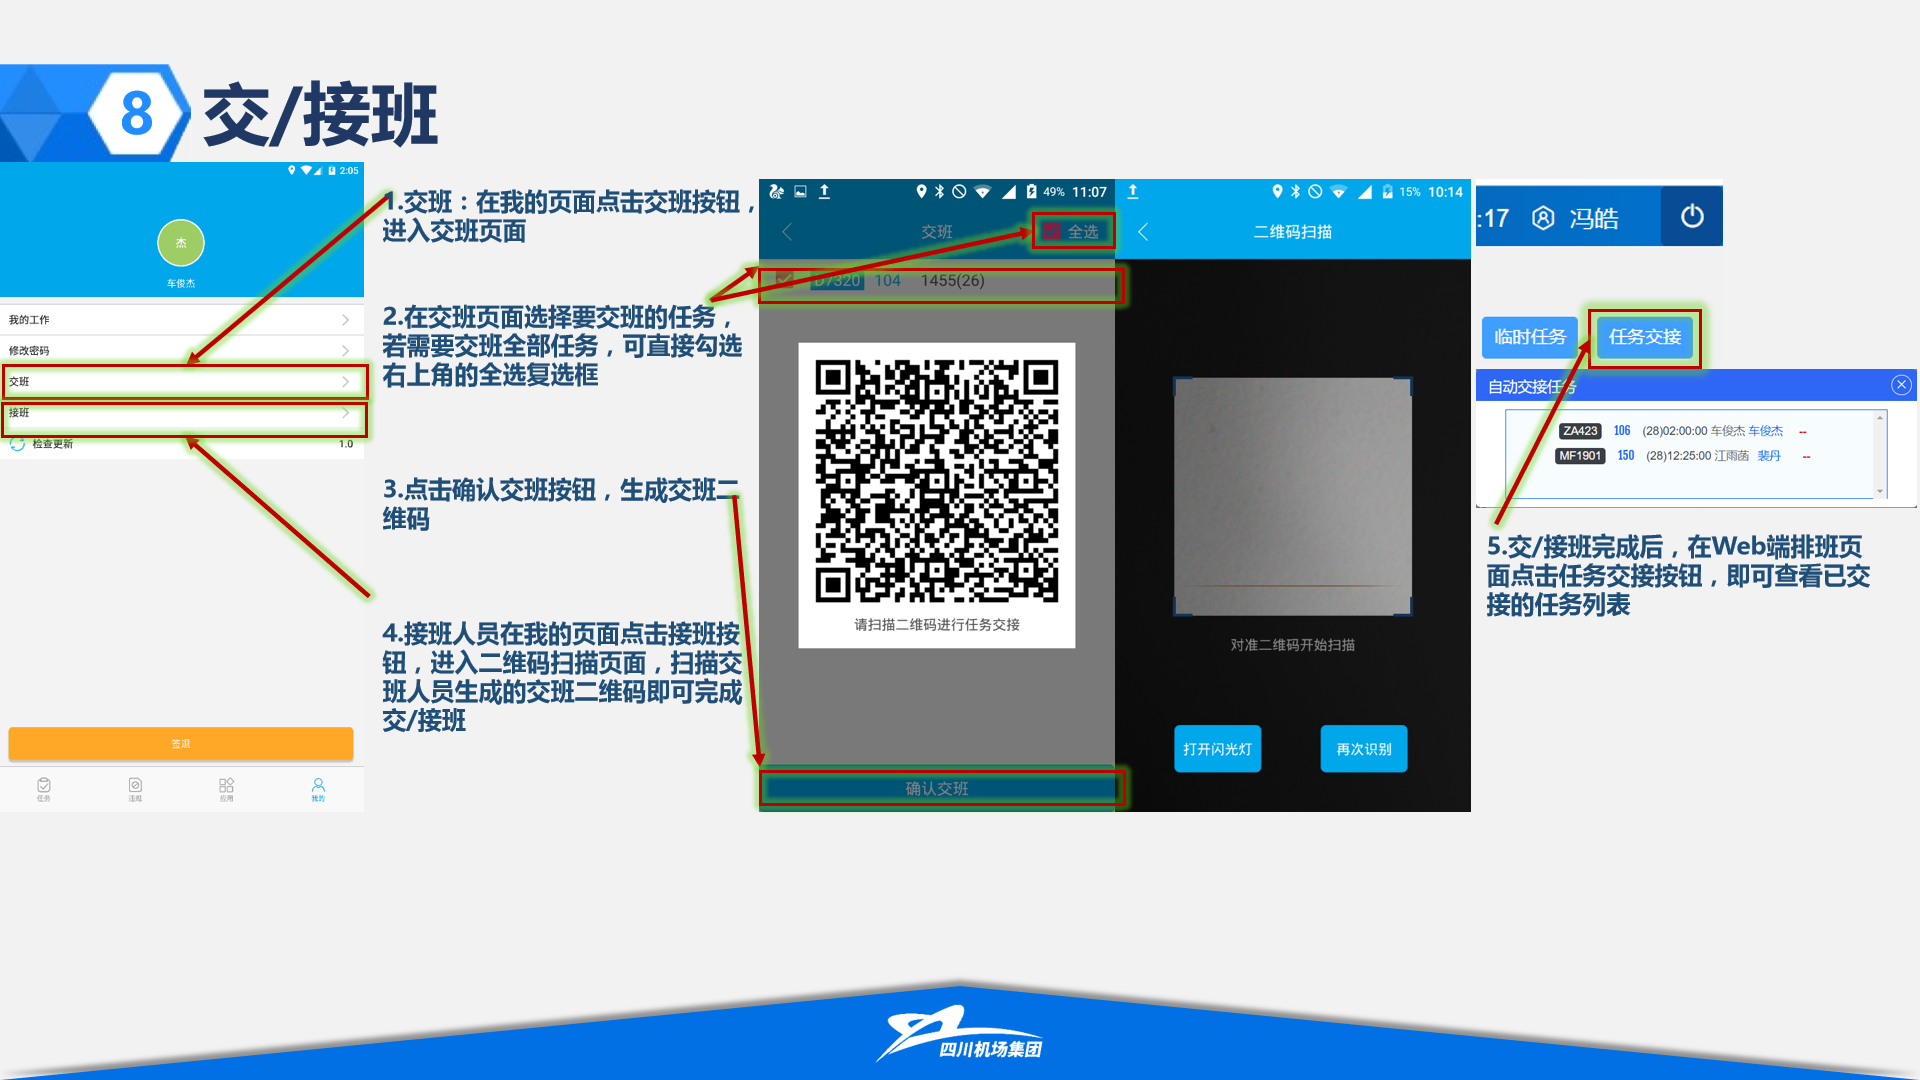 8
交/接班
2:05
杰
车俊杰
我的工作
修改密码
交班
接班
检查更新
1.0
签退
任务
违规
应用
我的
1.交班：在我的页面点击交班按钮，
进入交班页面
2.在交班页面选择要交班的任务，
若需要交班全部任务，可直接勾选
右上角的全选复选框
3.点击确认交班按钮，生成交班二
维码
4.接班人员在我的页面点击接班按
钮，进入二维码扫描页面，扫描交
班人员生成的交班二维码即可完成
交/接班
49% 11:07
交班
全选
D7320 104 1455(26)
请扫描二维码进行任务交接
确认交班
15% 10:14
二维码扫描
对准二维码开始扫描
打开闪光灯
再次识别
:17 冯皓
临时任务
任务交接
自动交接任务
ZA423 106 (28)02:00:00 车俊杰 车俊杰 --
MF1901 150 (28)12:25:00 江雨菡 裴丹 --
5.交/接班完成后，在Web端排班页
面点击任务交接按钮，即可查看已交
接的任务列表
四川机场集团